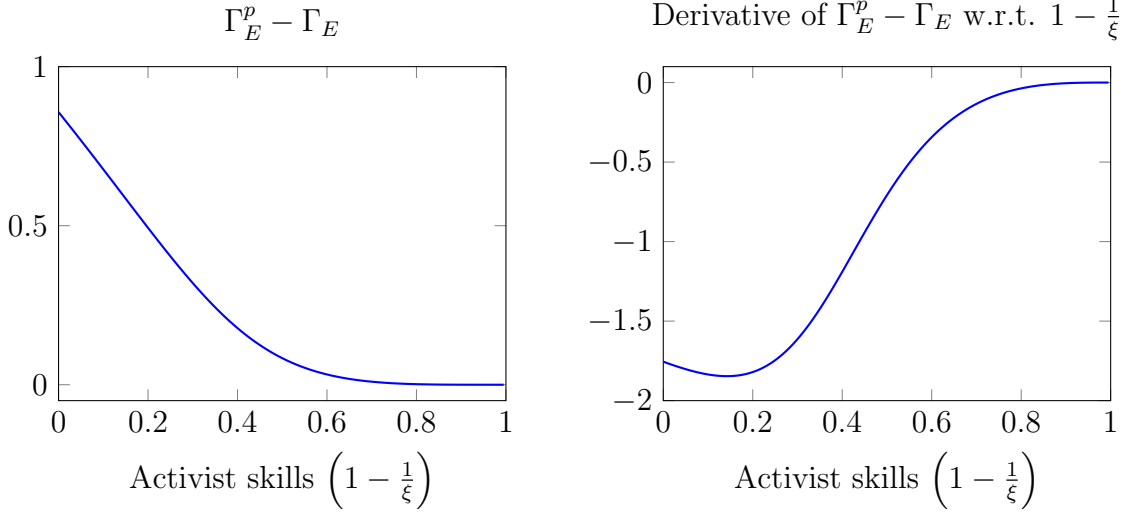 Γ_E^p − Γ_E
1
0.5
0
0 0.2 0.4 0.6 0.8 1
Activist skills (1 − 1/ξ)
Derivative of Γ_E^p − Γ_E w.r.t. 1 − 1/ξ
0
−0.5
−1
−1.5
−2
0 0.2 0.4 0.6 0.8 1
Activist skills (1 − 1/ξ)